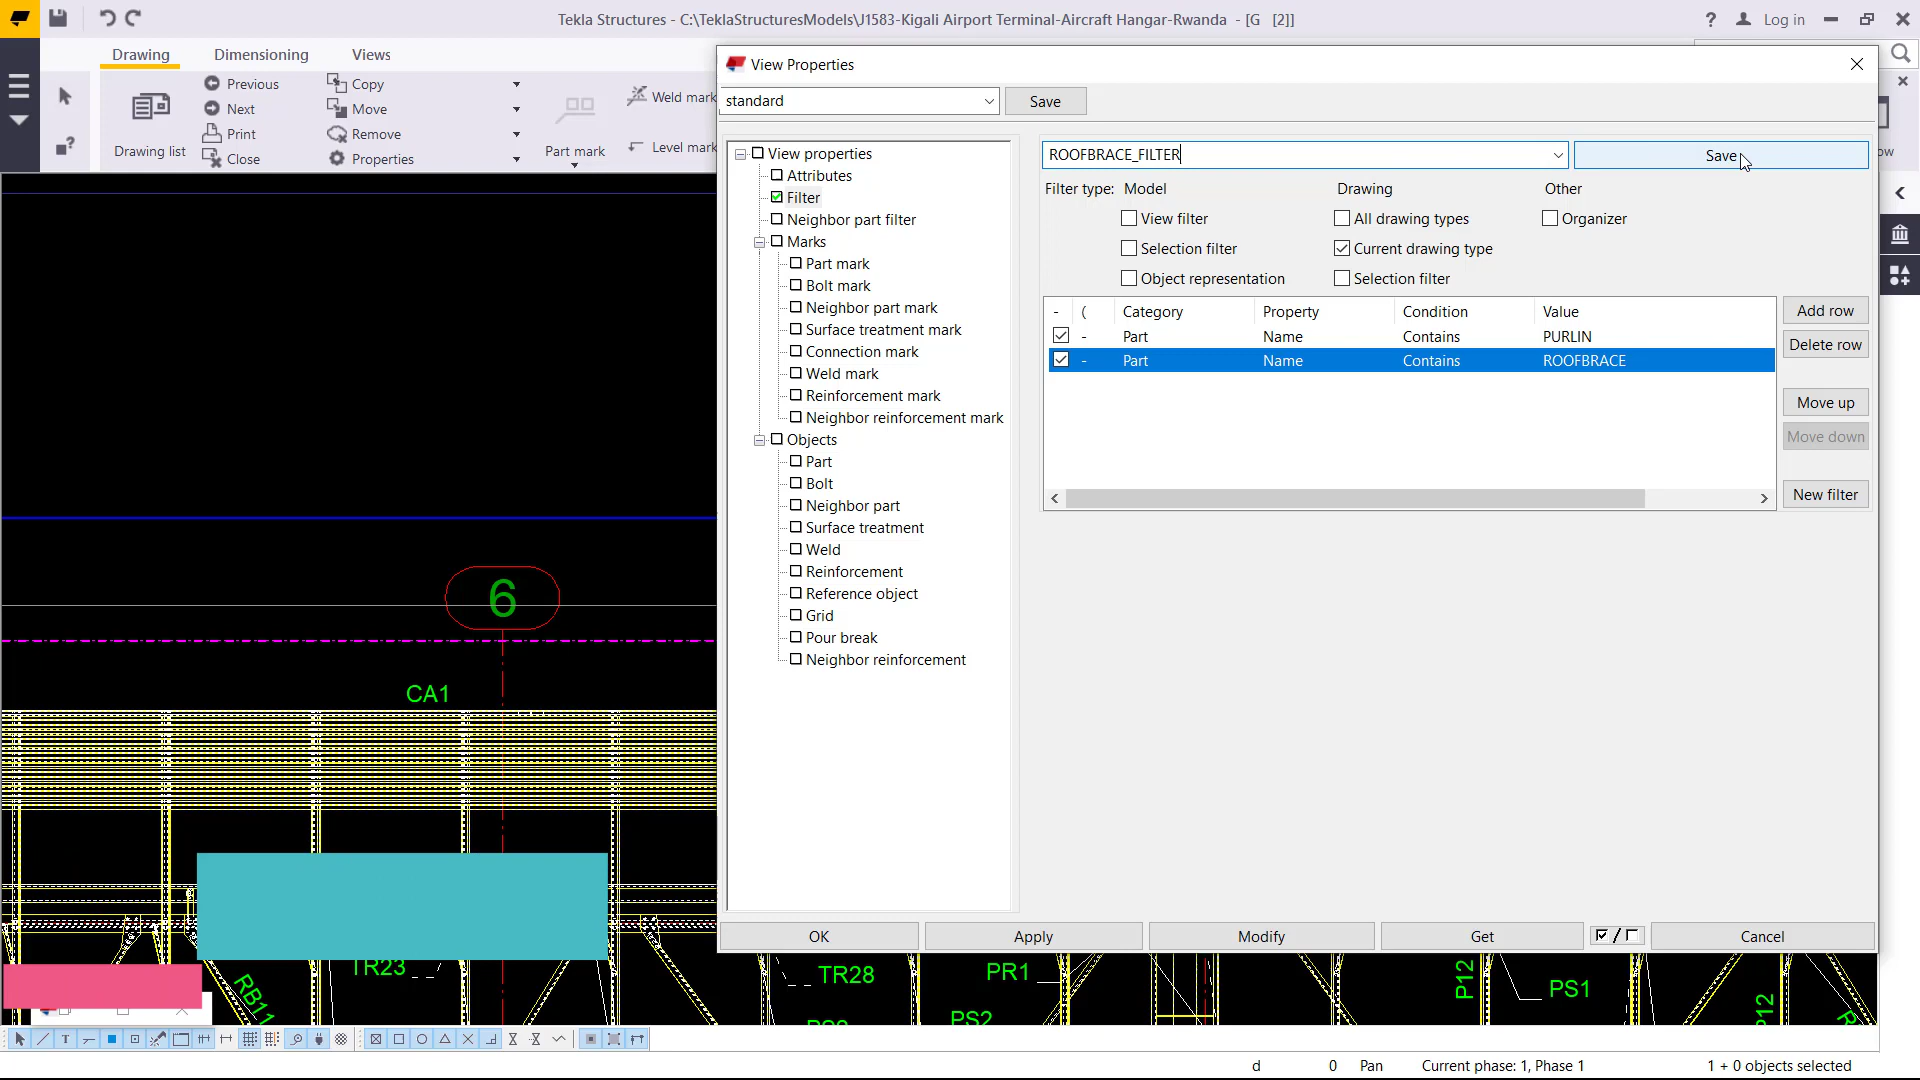 Tekla Structures - C:\TeklaStructuresModels\J1583-Kigali Airport Terminal-Aircraft Hangar-Rwanda - [G [2]]
? Log in
Drawing Dimensioning Views
Drawing list
Previous
Next
Print
Close
Copy
Move
Remove
Properties
Part mark
Weld mark
Level mark
View Properties
standard
Save
View properties
Attributes
Filter
Neighbor part filter
Marks
Part mark
Bolt mark
Neighbor part mark
Surface treatment mark
Connection mark
Weld mark
Reinforcement mark
Neighbor reinforcement mark
Objects
Part
Bolt
Neighbor part
Surface treatment
Weld
Reinforcement
Reference object
Grid
Pour break
Neighbor reinforcement
ROOFBRACE_FILTER
Save
Filter type: Model Drawing Other
View filter All drawing types Organizer
Selection filter Current drawing type
Object representation Selection filter
- ( Category Property Condition Value
- Part Name Contains PURLIN
- Part Name Contains ROOFBRACE
Add row
Delete row
Move up
Move down
New filter
OK Apply Modify Get / Cancel
6
CA1
TR23
RB11
TR28
PR1
PS2
P12
PS1
P12
d 0 Pan Current phase: 1, Phase 1 1 + 0 objects selected